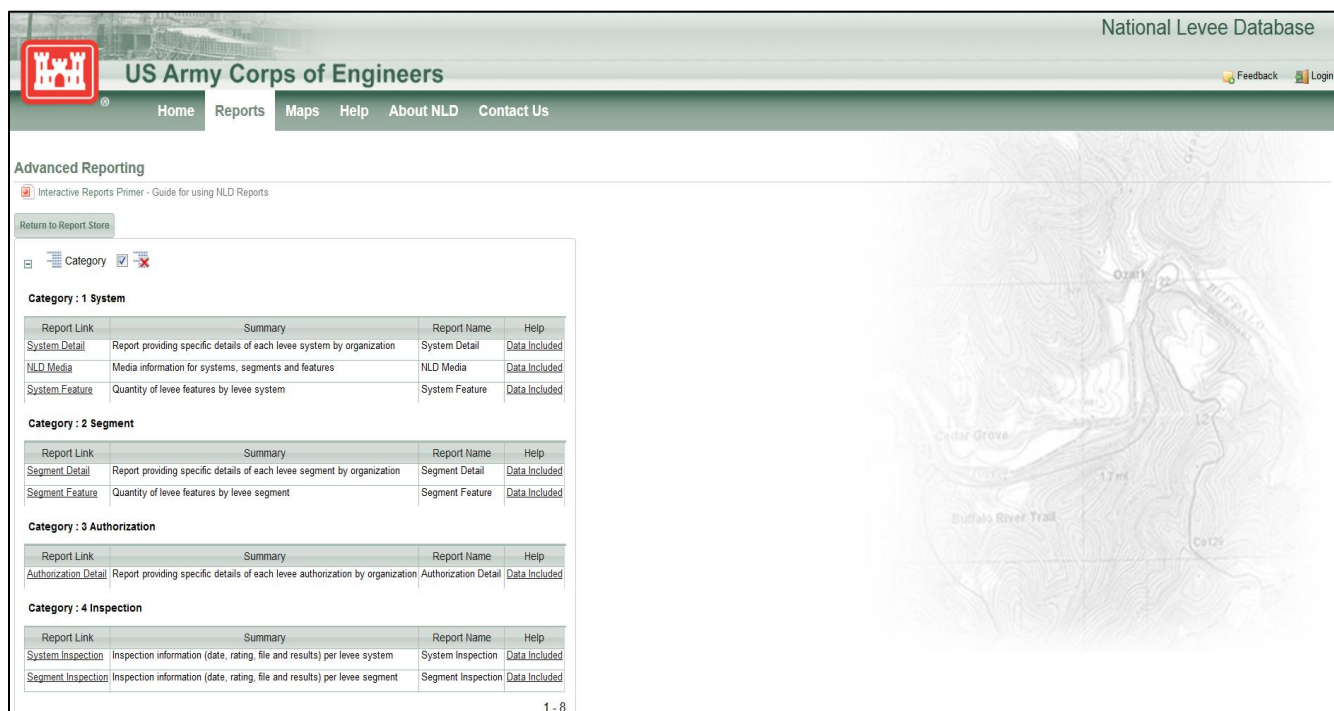 National Levee Database
US Army Corps of Engineers
®
Feedback Login
Home Reports Maps Help About NLD Contact Us
Advanced Reporting
Interactive Reports Primer - Guide for using NLD Reports
Return to Report Store
Category
Category : 1 System
Report Link Summary Report Name Help
System Detail Report providing specific details of each levee system by organization System Detail Data Included
NLD Media Media information for systems, segments and features NLD Media Data Included
System Feature Quantity of levee features by levee system System Feature Data Included
Category : 2 Segment
Report Link Summary Report Name Help
Segment Detail Report providing specific details of each levee segment by organization Segment Detail Data Included
Segment Feature Quantity of levee features by levee segment Segment Feature Data Included
Category : 3 Authorization
Report Link Summary Report Name Help
Authorization Detail Report providing specific details of each levee authorization by organization Authorization Detail Data Included
Category : 4 Inspection
Report Link Summary Report Name Help
System Inspection Inspection information (date, rating, file and results) per levee system System Inspection Data Included
Segment Inspection Inspection information (date, rating, file and results) per levee segment Segment Inspection Data Included
1 - 8
Ozark
22
BUFFALO
Cedar Grove
12
1.7 mi
Buffalo River Trail